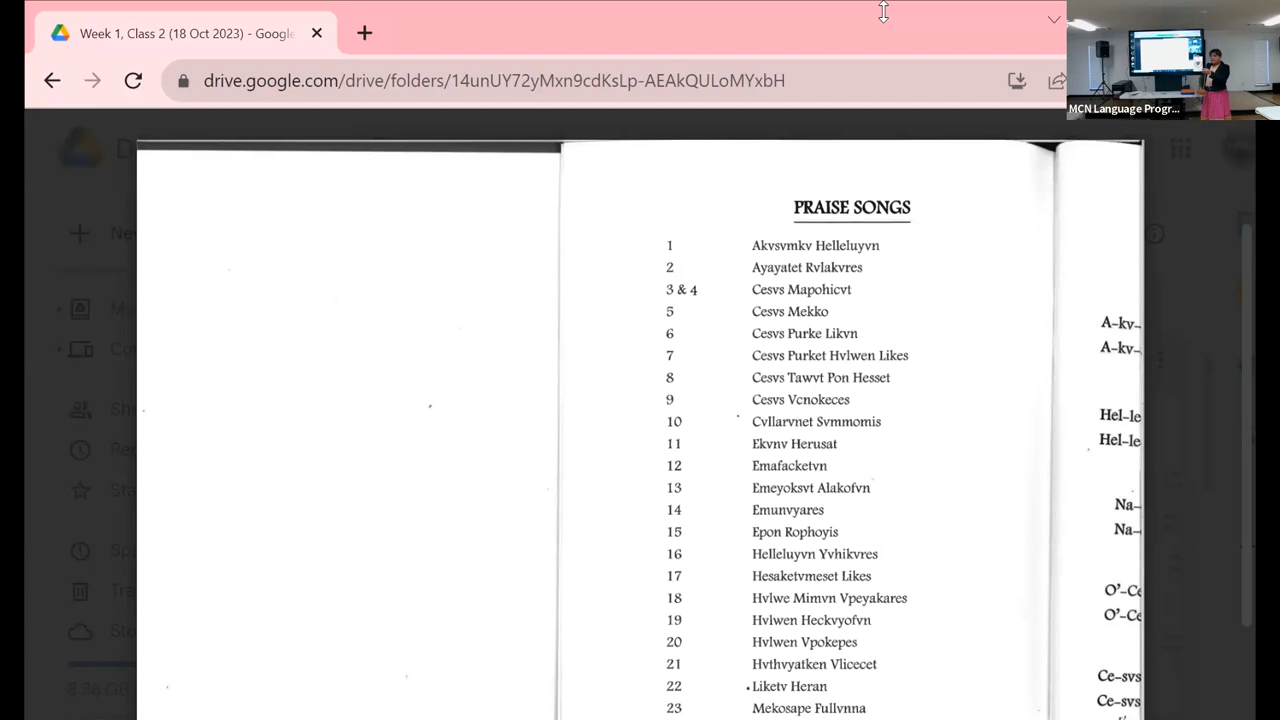 Week 1, Class 2 (18 Oct 2023) - Google
drive.google.com/drive/folders/14unUY72yMxn9cdKsLp-AEAkQULoMYxbH
MCN Language Progr...
PRAISE SONGS
1 Akvsvmkv Helleluyvn
2 Ayayatet Rvlakvres
3 & 4 Cesvs Mapohicvt
5 Cesvs Mekko
6 Cesvs Purke Likvn
7 Cesvs Purket Hvlwen Likes
8 Cesvs Tawvt Pon Hesset
9 Cesvs Vcnokeces
10 Cvllarvnet Svmmomis
11 Ekvnv Herusat
12 Emafacketvn
13 Emeyoksvt Alakofvn
14 Emunvyares
15 Epon Rophoyis
16 Helleluyvn Yvhikvres
17 Hesaketvmeset Likes
18 Hvlwe Mimvn Vpeyakares
19 Hvlwen Heckvyofvn
20 Hvlwen Vpokepes
21 Hvthvyatken Vlicecet
22 Liketv Heran
23 Mekosape Fullvnna
A-kv-
A-kv-
Hel-le
Hel-le
Na-
Na-
O'-Ce
O'-Ce
Ce-svs
Ce-svs